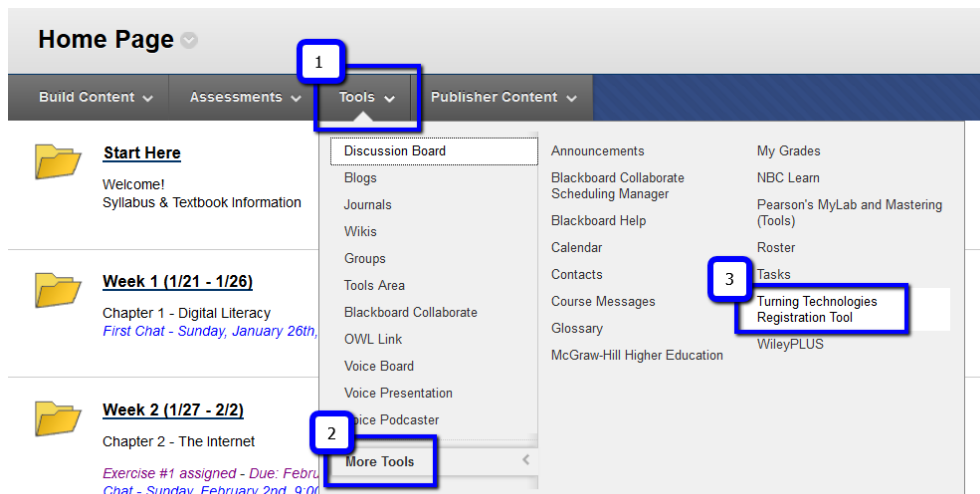 Home Page
1
Build Content
Assessments
Tools
Publisher Content
Start Here
Welcome!
Syllabus & Textbook Information
Week 1 (1/21 - 1/26)
Chapter 1 - Digital Literacy
First Chat - Sunday, January 26th,
Week 2 (1/27 - 2/2)
Chapter 2 - The Internet
Exercise #1 assigned - Due: Febru
Chat - Sunday, February 2nd, 9:00
Discussion Board
Blogs
Journals
Wikis
Groups
Tools Area
Blackboard Collaborate
OWL Link
Voice Board
Voice Presentation
Voice Podcaster
2
More Tools
Announcements
Blackboard Collaborate
Scheduling Manager
Blackboard Help
Calendar
Contacts
Course Messages
Glossary
McGraw-Hill Higher Education
My Grades
NBC Learn
Pearson's MyLab and Mastering
(Tools)
Roster
Tasks
3
Turning Technologies
Registration Tool
WileyPLUS